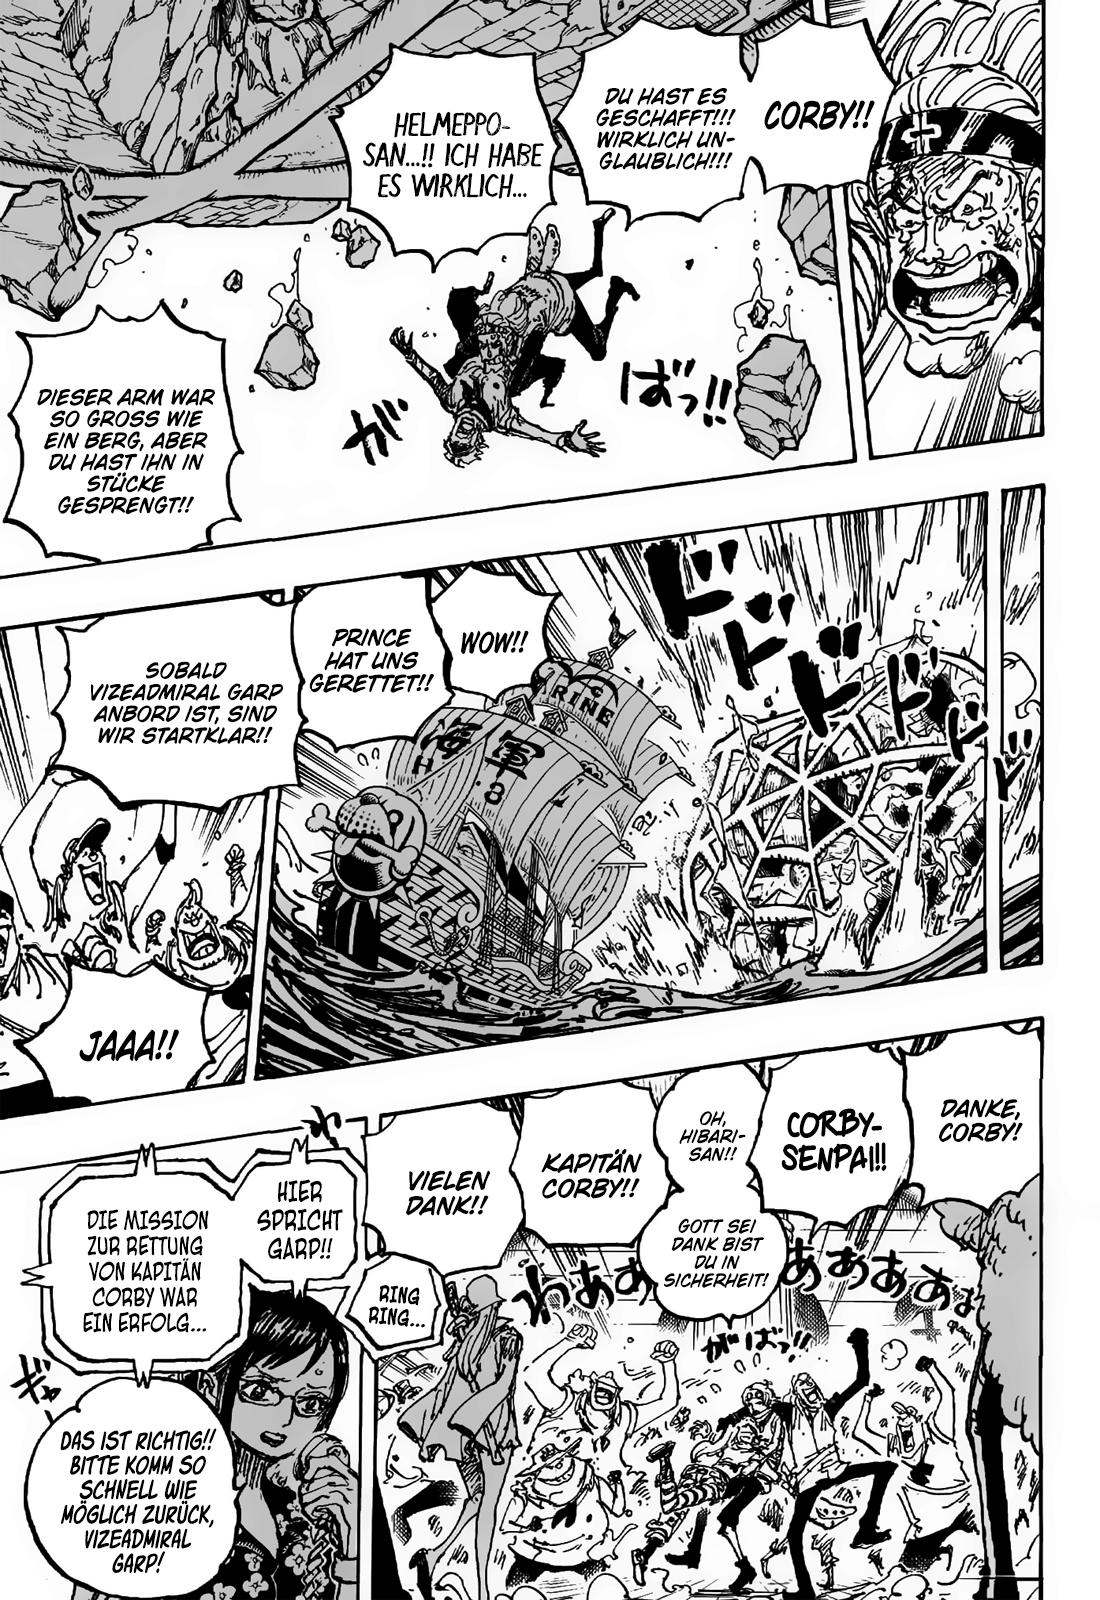 CORBY!!
DU HAST ES
GESCHAFFT!!!
WIRKLICH UN-
GLAUBLICH!!!
HELMEPPO-
SAN...!! ICH HABE
ES WIRKLICH...
ガ
ばっ!!
DIESER ARM WAR
SO GROSS WIE
EIN BERG, ABER
DU HAST IHN IN
STÜCKE
GESPRENGT!!
ドドドドドド
WOW!!
PRINCE
HAT UNS
GERETTET!!
MARINE
海軍
SOBALD
VIZEADMIRAL GARP
ANBORD IST, SIND
WIR STARTKLAR!!
JAAA!!
DANKE,
CORBY!
CORBY-
SENPAI!!
OH,
HIBARI-
SAN!!
GOTT SEI
DANK BIST
DU IN
SICHERHEIT!
KAPITÄN
CORBY!!
VIELEN
DANK!!
わああああああ
がばっ!!
RING
RING...
HIER
SPRICHT
GARP!!
DIE MISSION
ZUR RETTUNG
VON KAPITÄN
CORBY WAR
EIN ERFOLG...
DAS IST RICHTIG!!
BITTE KOMM SO
SCHNELL WIE
MÖGLICH ZURÜCK,
VIZEADMIRAL
GARP!